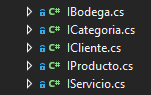 C# IBodega.cs
C# ICategoria.cs
C# ICliente.cs
C# IProducto.cs
C# IServicio.cs